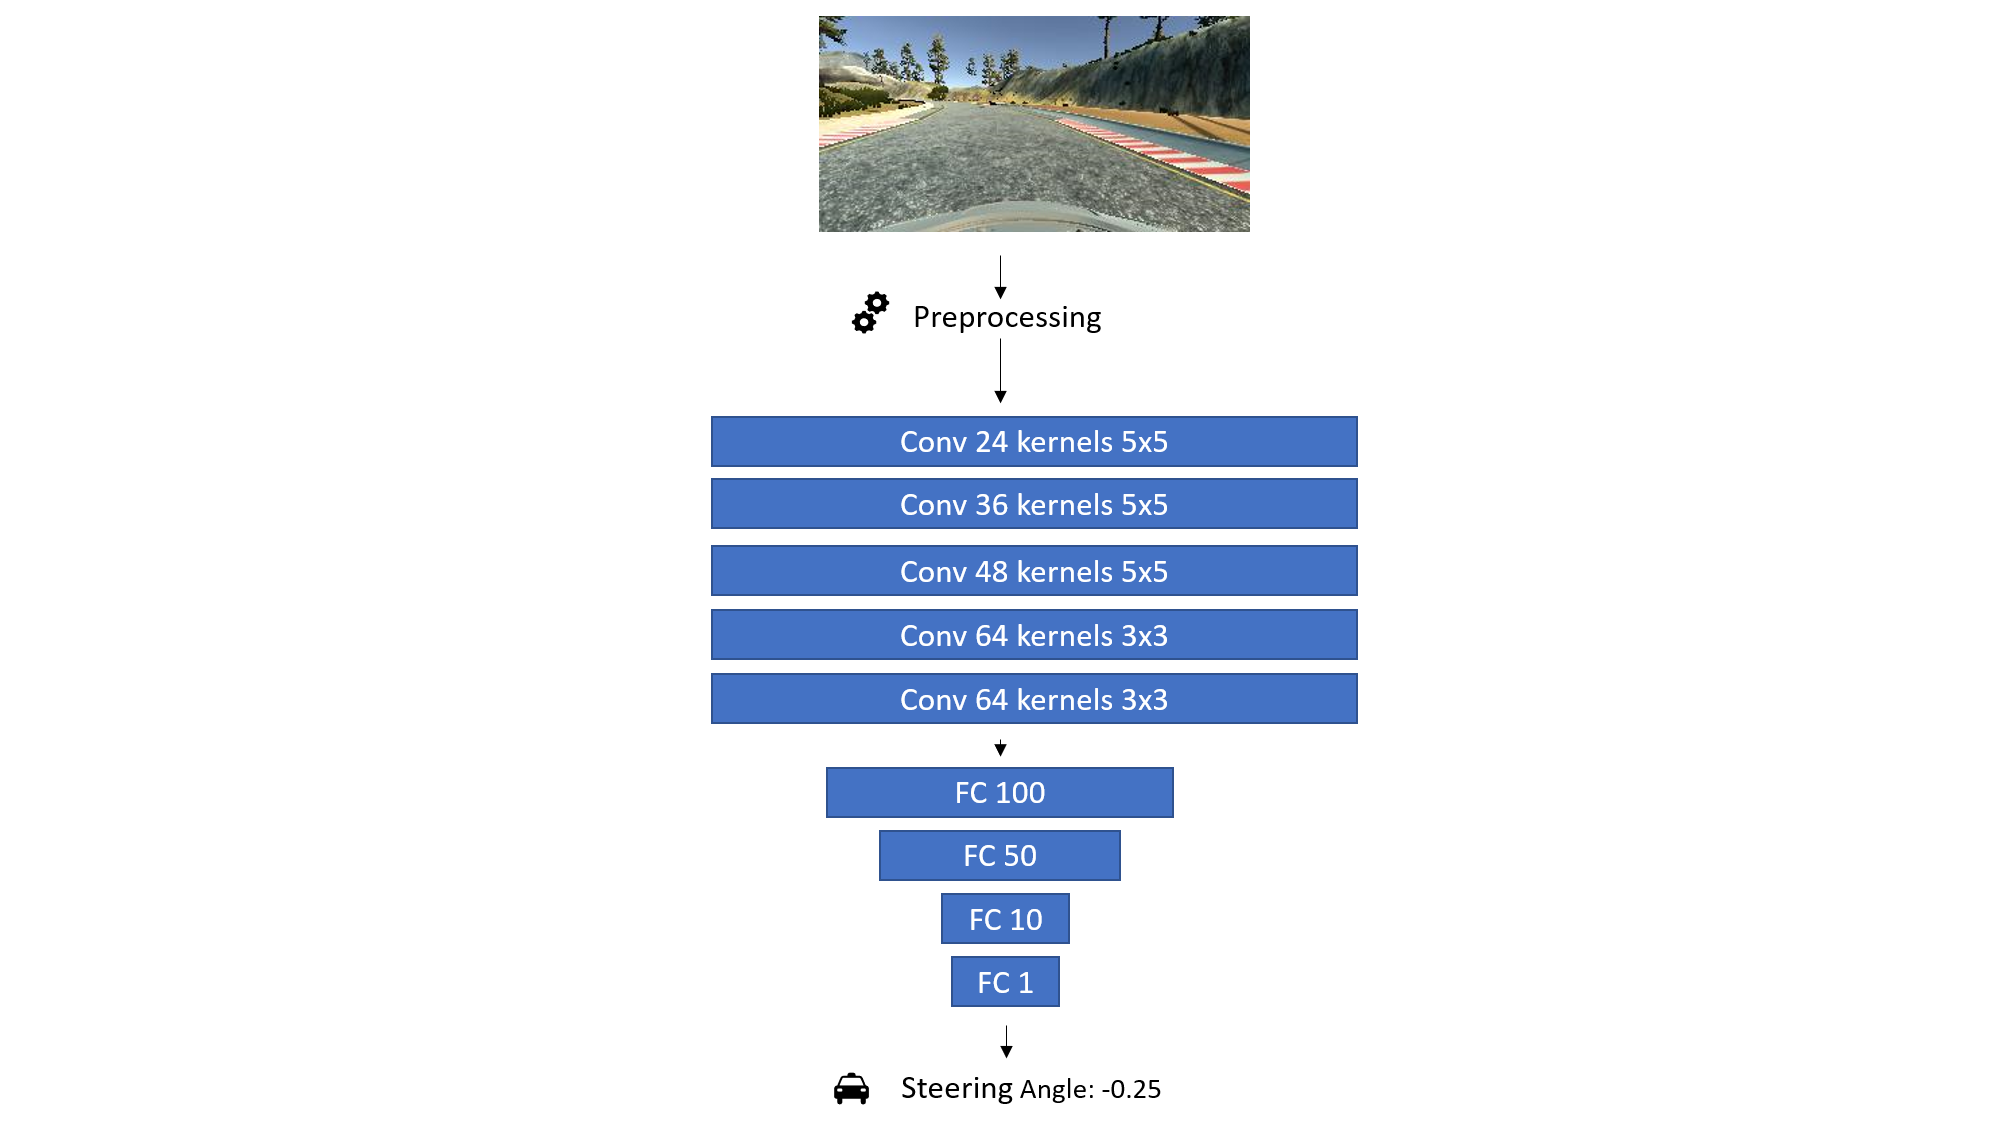 Preprocessing
Conv 24 kernels 5x5
Conv 36 kernels 5x5
Conv 48 kernels 5x5
Conv 64 kernels 3x3
Conv 64 kernels 3x3
FC 100
FC 50
FC 10
FC 1
Steering Angle: -0.25